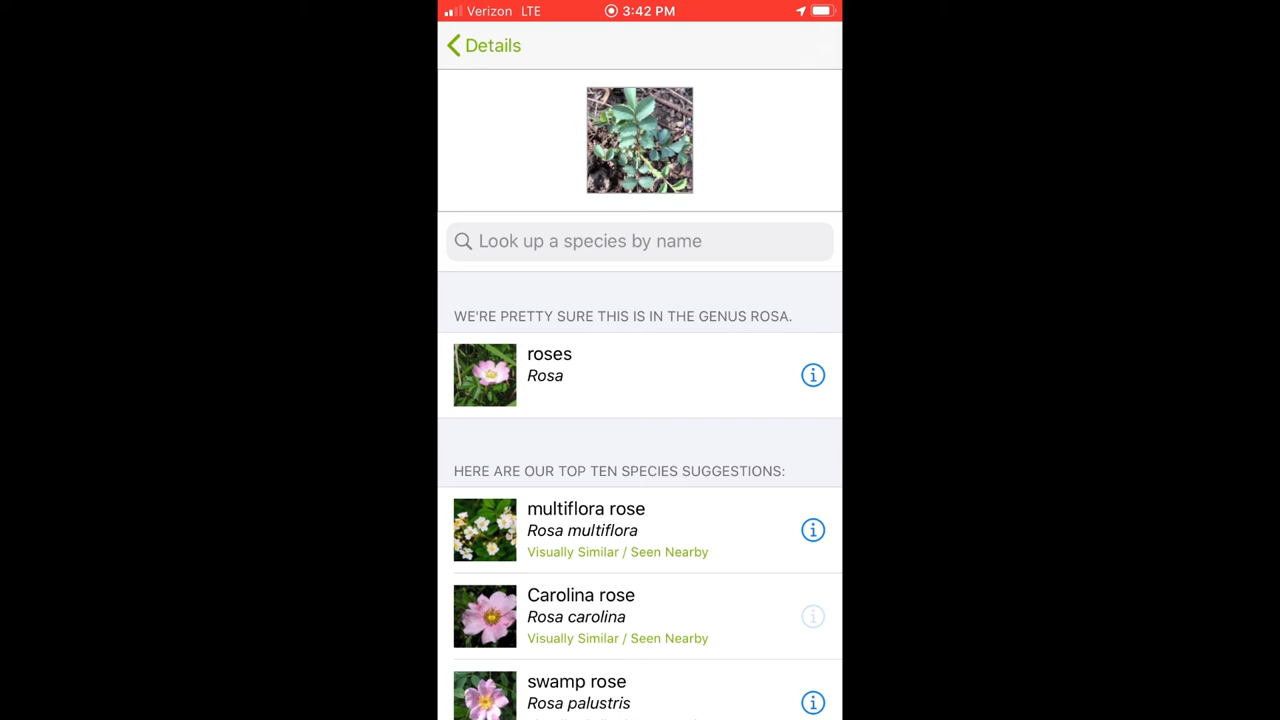 Verizon LTE 3:42 PM
Details
Look up a species by name
WE'RE PRETTY SURE THIS IS IN THE GENUS ROSA.
roses
Rosa
HERE ARE OUR TOP TEN SPECIES SUGGESTIONS:
multiflora rose
Rosa multiflora
Visually Similar / Seen Nearby
Carolina rose
Rosa carolina
Visually Similar / Seen Nearby
swamp rose
Rosa palustris